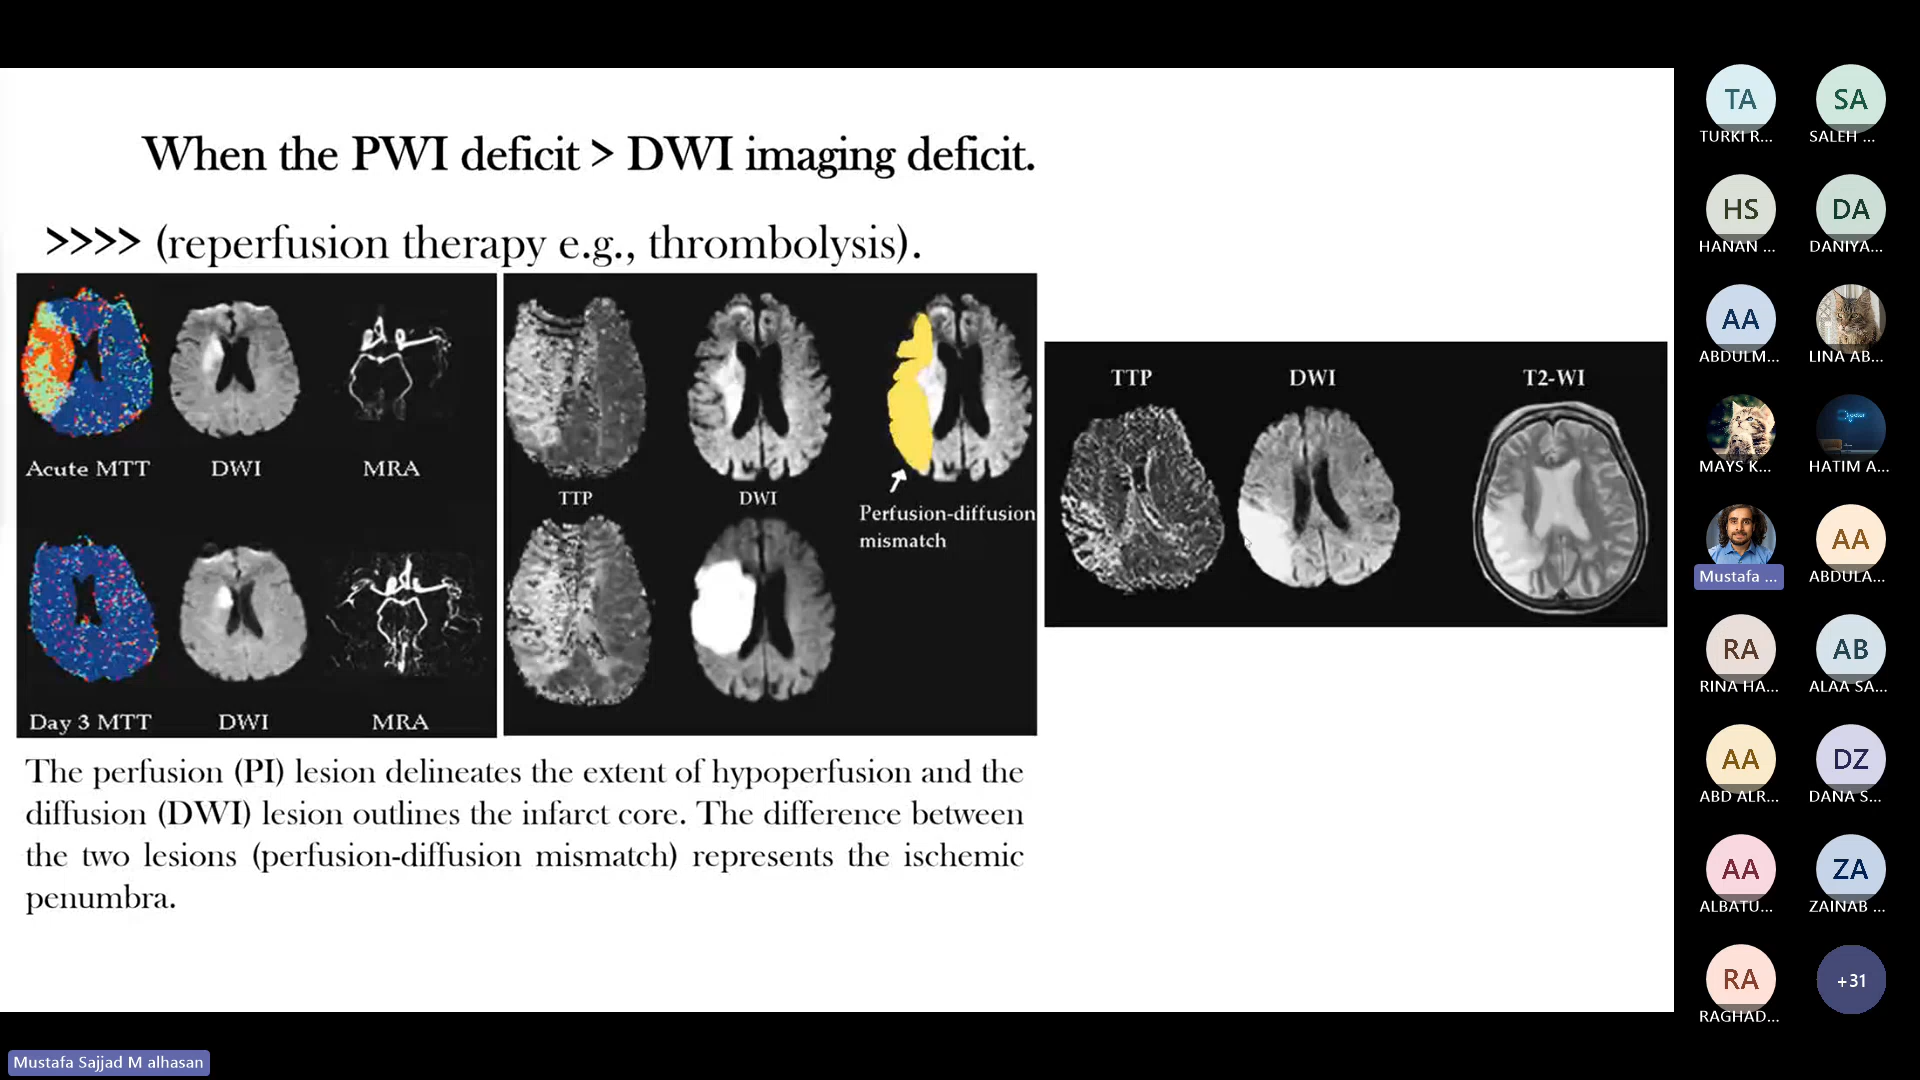 When the PWI deficit > DWI imaging deficit.
>>>> (reperfusion therapy e.g., thrombolysis).
Acute MTT DWI MRA
Day 3 MTT DWI MRA
TTP DWI
Perfusion-diffusion
mismatch
TTP DWI T2-WI
The perfusion (PI) lesion delineates the extent of hypoperfusion and the
diffusion (DWI) lesion outlines the infarct core. The difference between
the two lesions (perfusion-diffusion mismatch) represents the ischemic
penumbra.
TA SA
TURKI R... SALEH ...
HS DA
HANAN ... DANIYA...
AA
ABDULM... LINA AB...
MAYS K... HATIM A...
AA
Mustafa ... ABDULA...
RA AB
RINA HA... ALAA SA...
AA DZ
ABD ALR... DANA S...
AA ZA
ALBATU... ZAINAB ...
RA +31
RAGHAD...
Mustafa Sajjad M alhasan